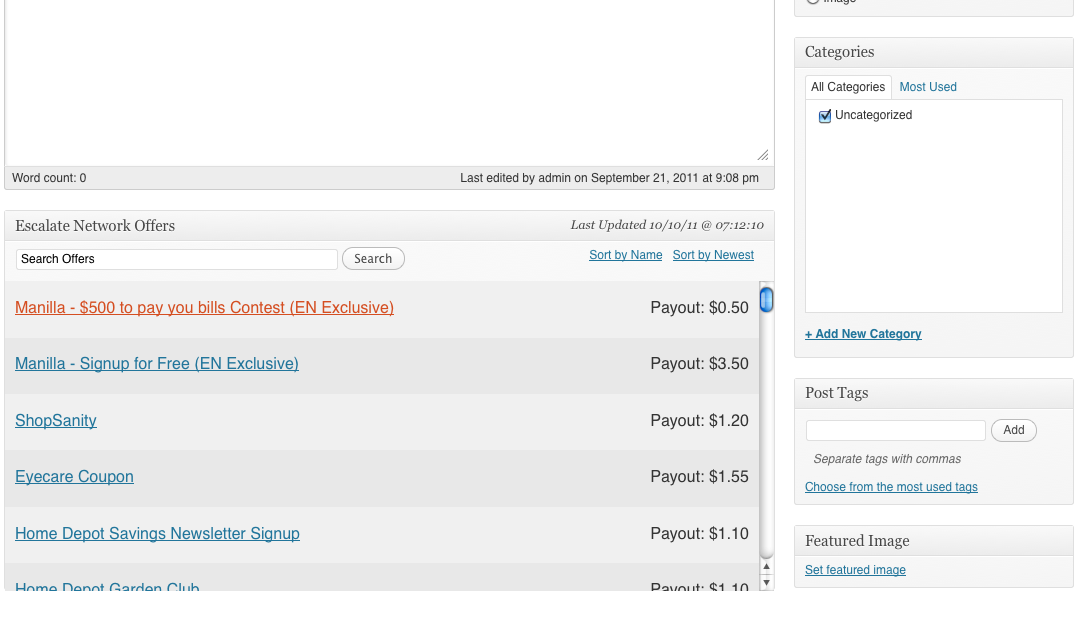 Image
Categories
All Categories Most Used
Uncategorized
Word count: 0 Last edited by admin on September 21, 2011 at 9:08 pm
Escalate Network Offers Last Updated 10/10/11 @ 07:12:10
Search Offers Search Sort by Name Sort by Newest
Manilla - $500 to pay you bills Contest (EN Exclusive) Payout: $0.50
Manilla - Signup for Free (EN Exclusive) Payout: $3.50
ShopSanity Payout: $1.20
Eyecare Coupon Payout: $1.55
Home Depot Savings Newsletter Signup Payout: $1.10
Home Depot Garden Club Payout: $1.10
+ Add New Category
Post Tags
Add
Separate tags with commas
Choose from the most used tags
Featured Image
Set featured image